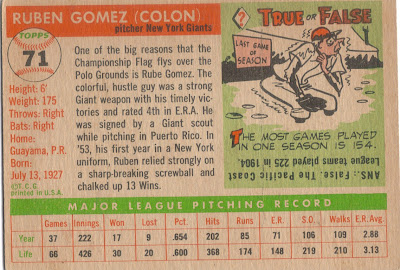 RUBEN GOMEZ (COLON)
pitcher New York Giants
TOPPS
71
Height: 6'
Weight: 175
Throws: Right
Bats: Right
Home:
Guayama, P.R.
Born:
July 13, 1927
★T. C. G.
printed in U.S.A.
One of the big reasons that the
Championship Flag flys over the
Polo Grounds is Rube Gomez. The
colorful, hustle guy was a strong
Giant weapon with his timely victories
and rated 4th in E.R.A. He
was signed by a Giant scout
while pitching in Puerto Rico. In
'53, his first year in a New York
uniform, Ruben relied strongly on
a sharp-breaking screwball and
chalked up 13 Wins.
?
TRUE OR FALSE
LAST GAME
OF
SEASON
THE MOST GAMES PLAYED
IN ONE SEASON IS 154.
ANS.: False. The Pacific Coast
League teams played 225 in 1904.
MAJOR LEAGUE PITCHING RECORD
Games Innings Won Lost Pct. Hits Runs E.R. S.O. Walks E.R. Aver.
Year 37 222 17 9 .654 202 85 71 106 109 2.88
Life 66 426 30 20 .600 368 174 148 219 210 3.13